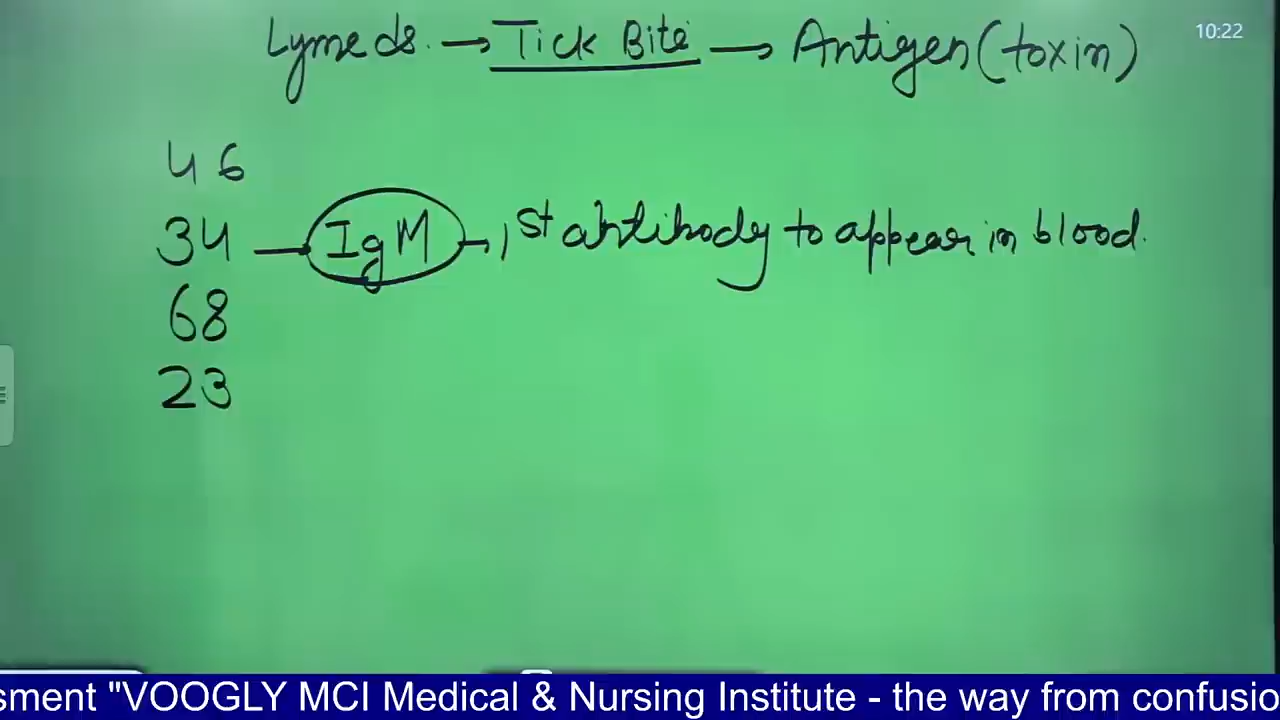 Lyme ds. → Tick Bite → Antigen (toxin)
10:22
46
34 → IgM → 1st antibody to appear in blood.
68
23
sment "VOOGLY MCI Medical & Nursing Institute - the way from confusio